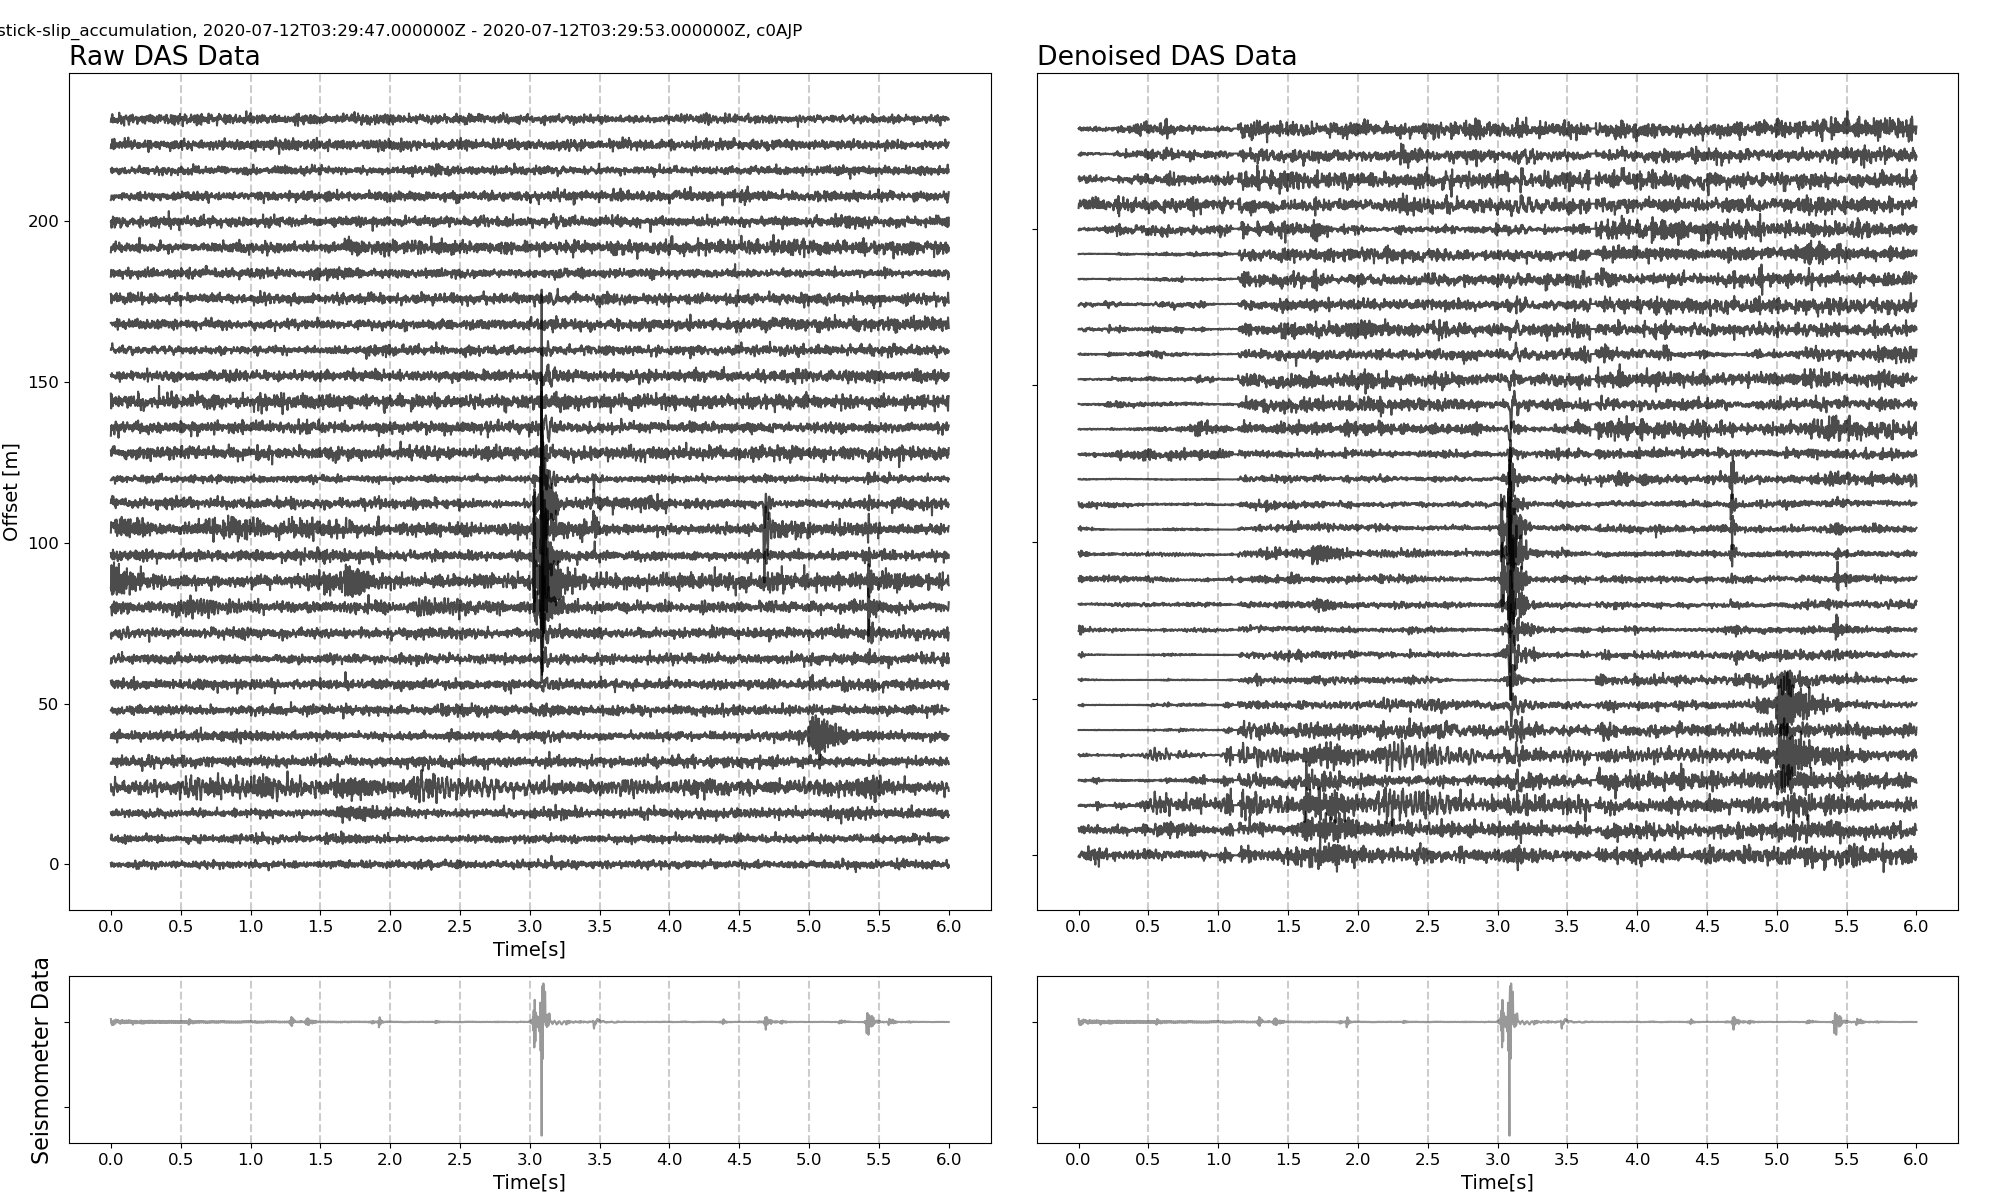 stick-slip_accumulation, 2020-07-12T03:29:47.000000Z - 2020-07-12T03:29:53.000000Z, c0AJP
Raw DAS Data
Denoised DAS Data
Offset [m]
200
150
100
50
0
0.0 0.5 1.0 1.5 2.0 2.5 3.0 3.5 4.0 4.5 5.0 5.5 6.0
Time[s]
0.0 0.5 1.0 1.5 2.0 2.5 3.0 3.5 4.0 4.5 5.0 5.5 6.0
Seismometer Data
0.0 0.5 1.0 1.5 2.0 2.5 3.0 3.5 4.0 4.5 5.0 5.5 6.0
Time[s]
0.0 0.5 1.0 1.5 2.0 2.5 3.0 3.5 4.0 4.5 5.0 5.5 6.0
Time[s]